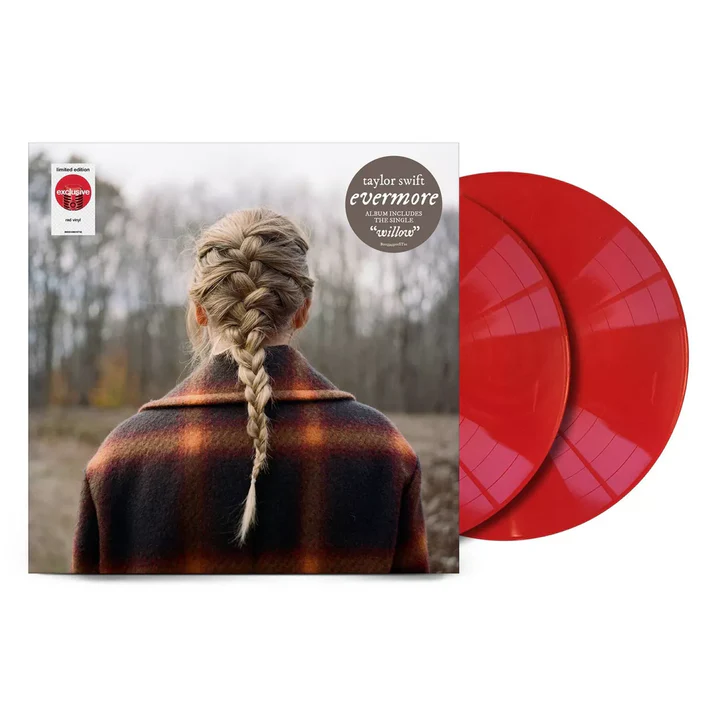 limited edition
exclusive
red vinyl
taylor swift
evermore
ALBUM INCLUDES
THE SINGLE
“willow”